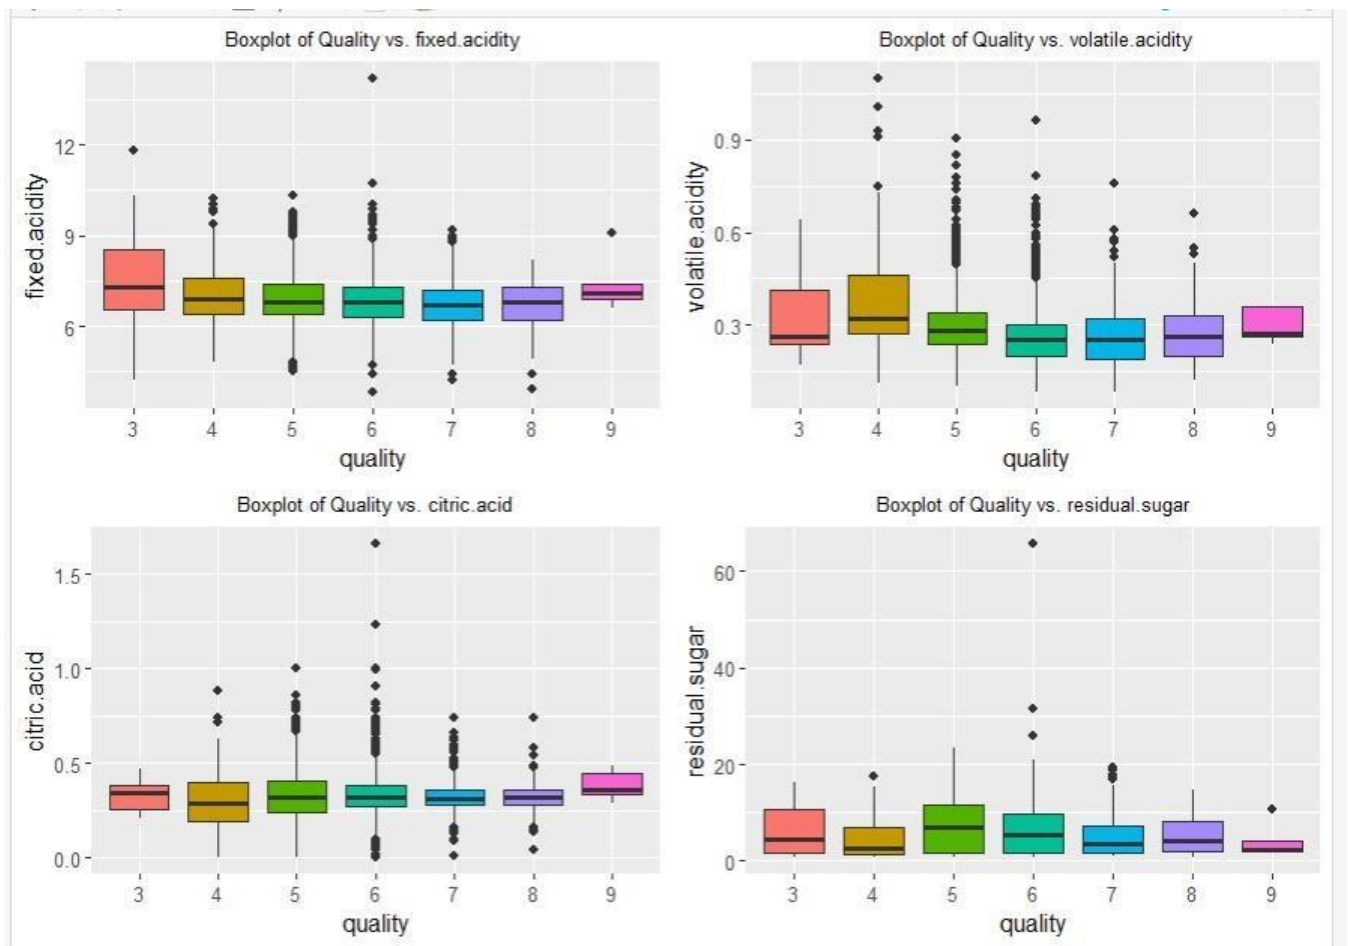 Boxplot of Quality vs. fixed.acidity
fixed.acidity
12
9
6
3 4 5 6 7 8 9
quality
Boxplot of Quality vs. volatile.acidity
volatile.acidity
0.9
0.6
0.3
3 4 5 6 7 8 9
quality
Boxplot of Quality vs. citric.acid
citric.acid
1.5
1.0
0.5
0.0
3 4 5 6 7 8 9
quality
Boxplot of Quality vs. residual.sugar
residual.sugar
60
40
20
0
3 4 5 6 7 8 9
quality